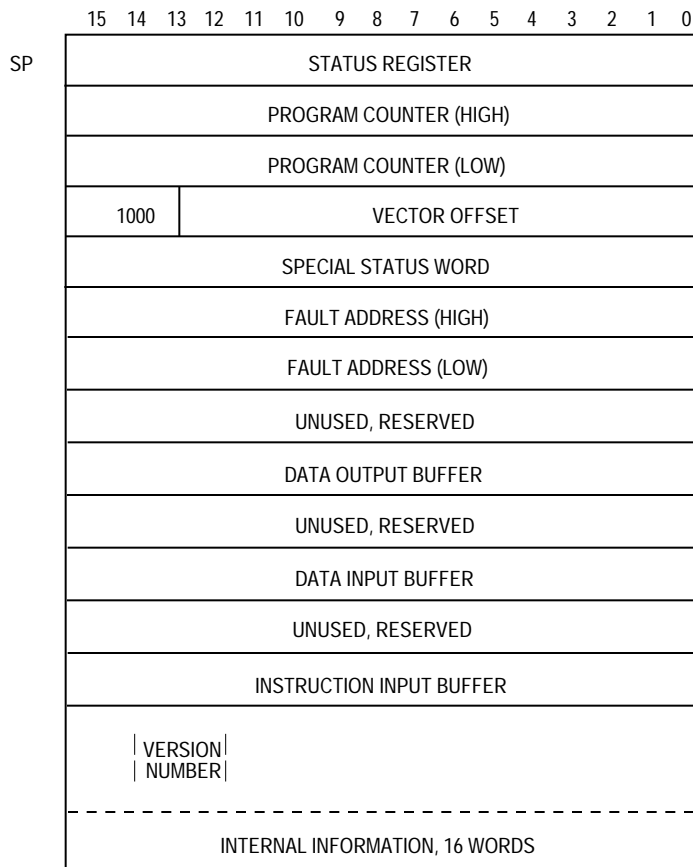 15 14 13 12 11 10 9 8 7 6 5 4 3 2 1 0
SP STATUS REGISTER
PROGRAM COUNTER (HIGH)
PROGRAM COUNTER (LOW)
1000 VECTOR OFFSET
SPECIAL STATUS WORD
FAULT ADDRESS (HIGH)
FAULT ADDRESS (LOW)
UNUSED, RESERVED
DATA OUTPUT BUFFER
UNUSED, RESERVED
DATA INPUT BUFFER
UNUSED, RESERVED
INSTRUCTION INPUT BUFFER
VERSION
NUMBER
INTERNAL INFORMATION, 16 WORDS